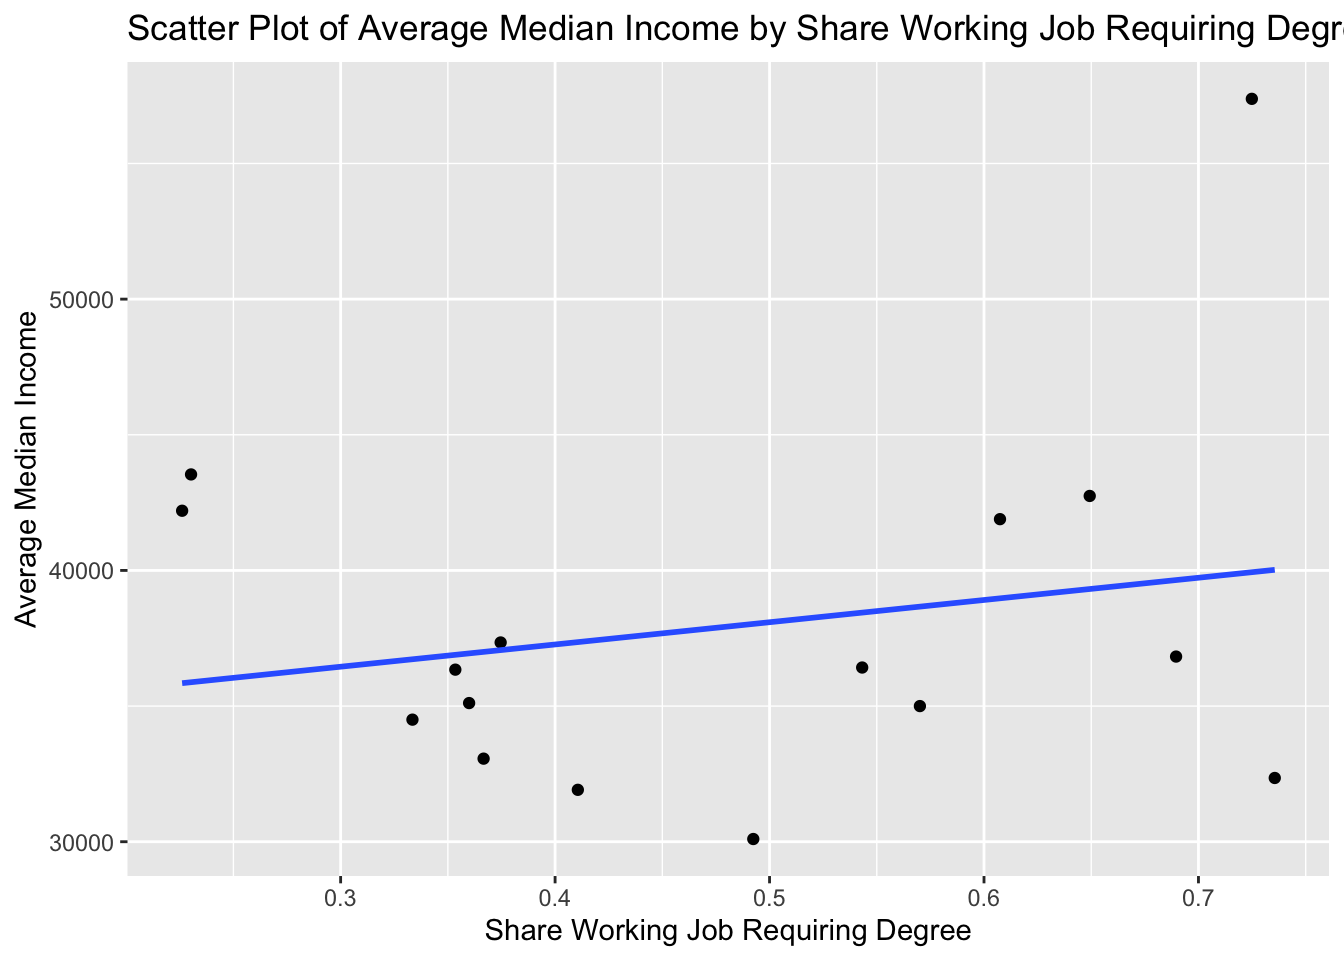 Scatter Plot of Average Median Income by Share Working Job Requiring Degr
50000
40000
30000
Average Median Income
0.3 0.4 0.5 0.6 0.7
Share Working Job Requiring Degree